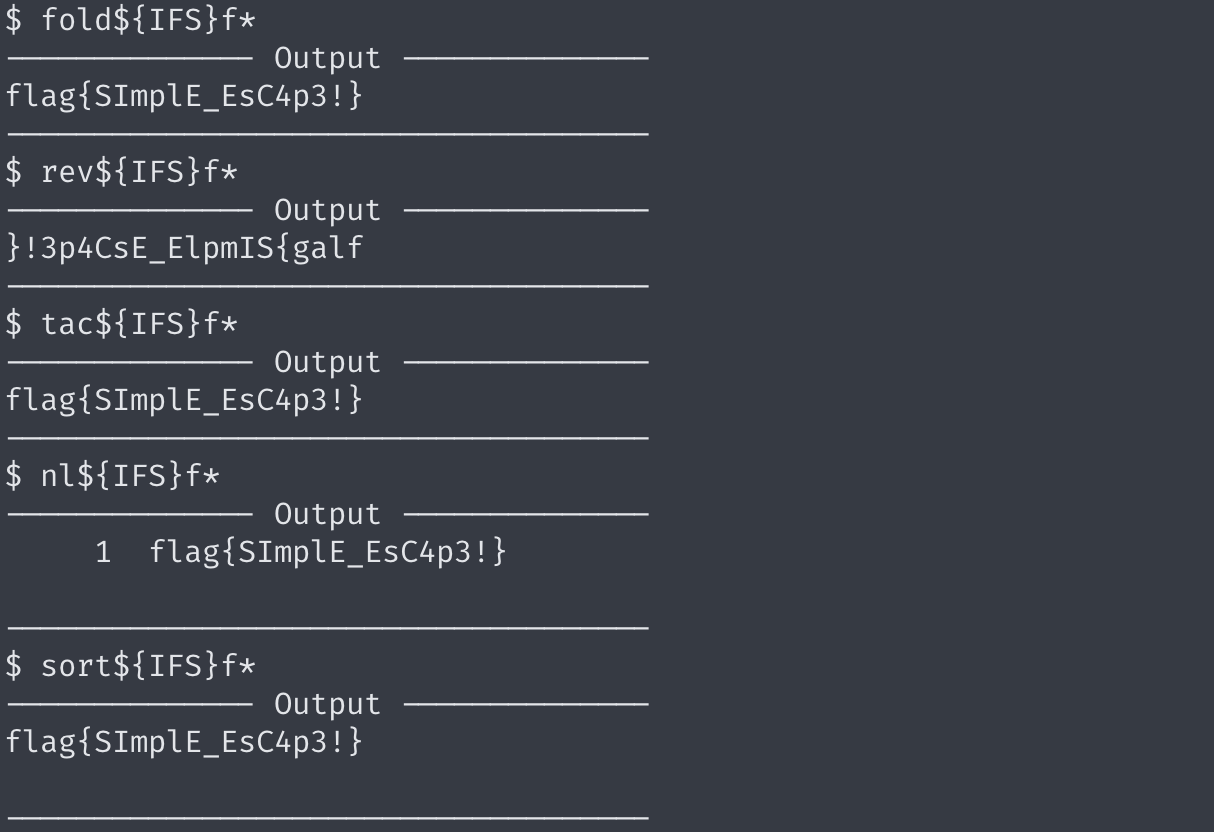 $ fold${IFS}f*
────────────── Output ──────────────
flag{SImplE_EsC4p3!}
────────────────────────────────────
$ rev${IFS}f*
────────────── Output ──────────────
}!3p4CsE_ElpmIS{galf
────────────────────────────────────
$ tac${IFS}f*
────────────── Output ──────────────
flag{SImplE_EsC4p3!}
────────────────────────────────────
$ nl${IFS}f*
────────────── Output ──────────────
     1  flag{SImplE_EsC4p3!}
────────────────────────────────────
$ sort${IFS}f*
────────────── Output ──────────────
flag{SImplE_EsC4p3!}
────────────────────────────────────